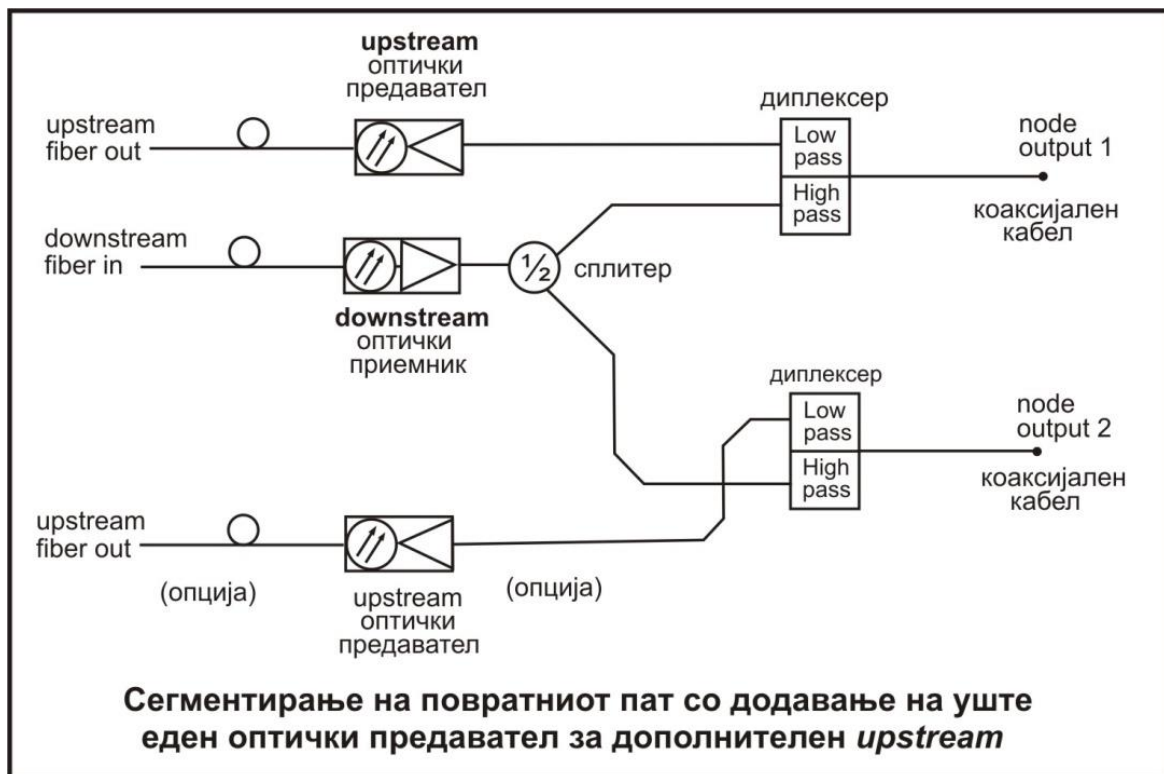 upstream
оптички
предавател
upstream
fiber out
диплексер
Low
pass
High
pass
node
output 1
коаксијален
кабел
downstream
fiber in
½
сплитер
downstream
оптички
приемник
диплексер
Low
pass
High
pass
node
output 2
коаксијален
кабел
upstream
fiber out
(опција)
(опција)
upstream
оптички
предавател
Сегментирање на повратниот пат со додавање на уште
еден оптички предавател за дополнителен upstream